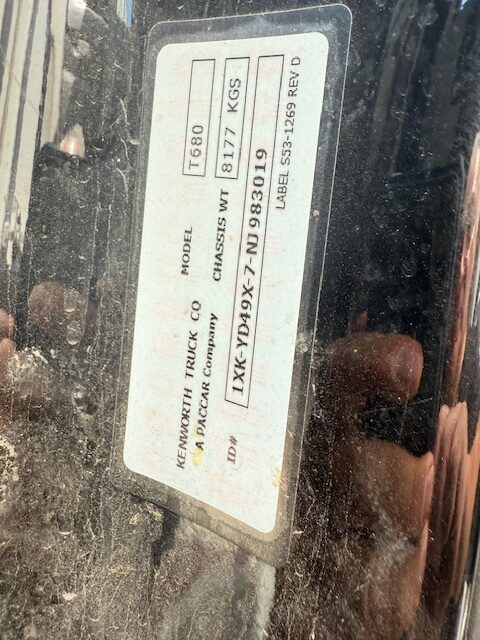 KENWORTH TRUCK CO MODEL T680
A PACCAR Company CHASSIS WT 8177 KGS
ID# 1XK-YD49X-7-NJ983019
LABEL S53-1269 REV D